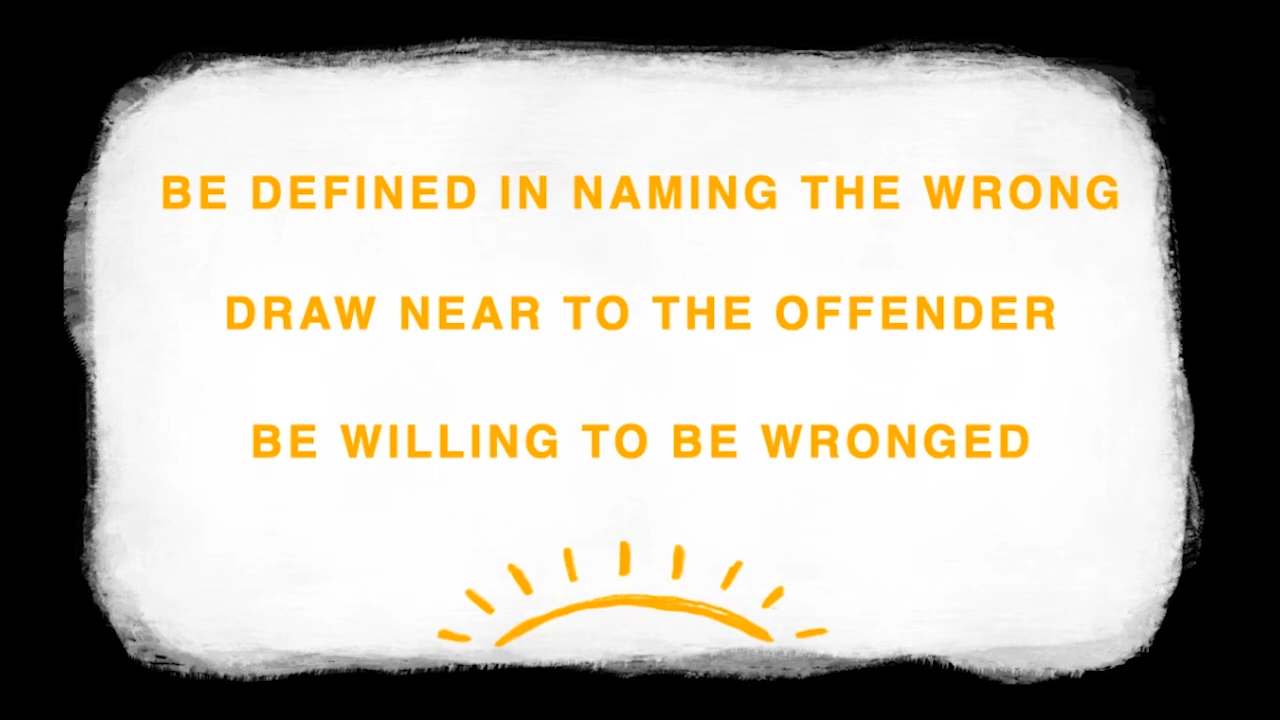 BE DEFINED IN NAMING THE WRONG
DRAW NEAR TO THE OFFENDER
BE WILLING TO BE WRONGED